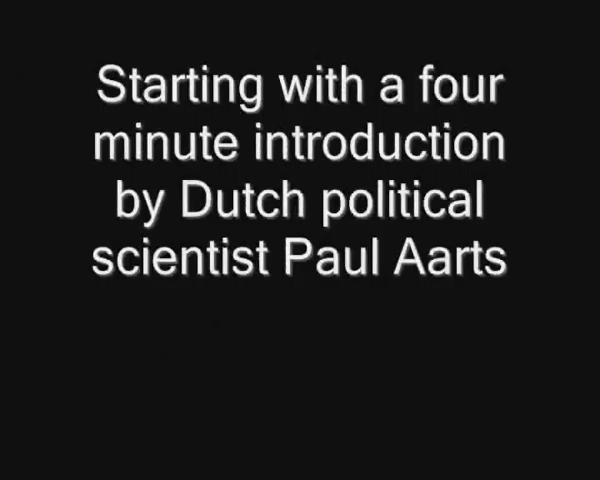 Starting with a four
minute introduction
by Dutch political
scientist Paul Aarts